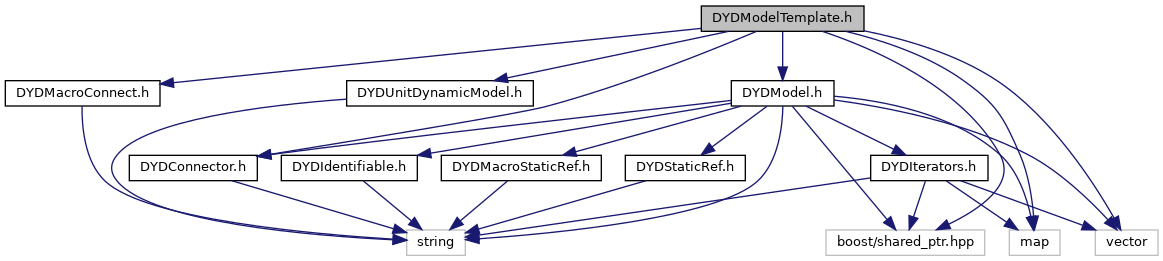 DYDModelTemplate.h
DYDMacroConnect.h
DYDUnitDynamicModel.h
DYDModel.h
DYDConnector.h
DYDIdentifiable.h
DYDMacroStaticRef.h
DYDStaticRef.h
DYDIterators.h
string
boost/shared_ptr.hpp
map
vector